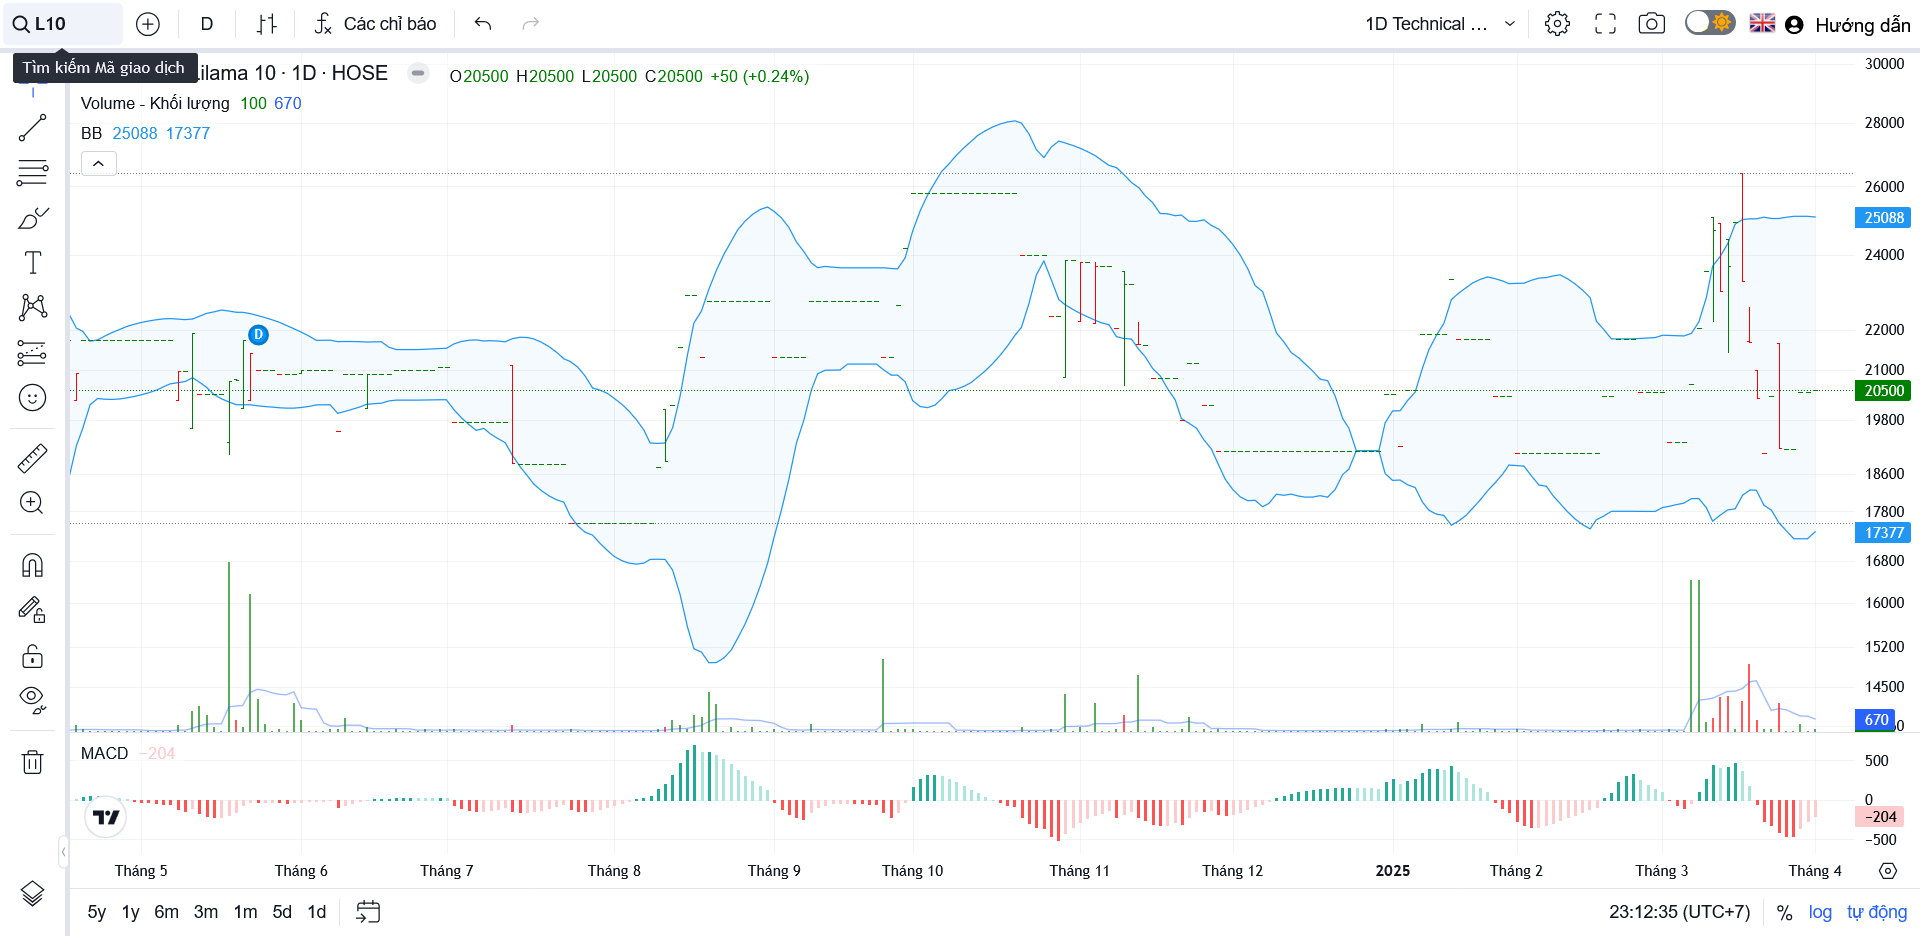 L10
D
Các chỉ báo
1D Technical ...
Hướng dẫn
Tìm kiếm Mã giao dịch
ilama 10 · 1D · HOSE
O20500 H20500 L20500 C20500 +50 (+0.24%)
Volume - Khối lượng 100 670
BB 25088 17377
D
30000
28000
26000
25088
24000
22000
21000
20500
19800
18600
17800
17377
16800
16000
15200
14500
670
MACD −204
500
0
−204
−500
Tháng 5
Tháng 6
Tháng 7
Tháng 8
Tháng 9
Tháng 10
Tháng 11
Tháng 12
2025
Tháng 2
Tháng 3
Tháng 4
5y 1y 6m 3m 1m 5d 1d
23:12:35 (UTC+7)
%
log
tự động